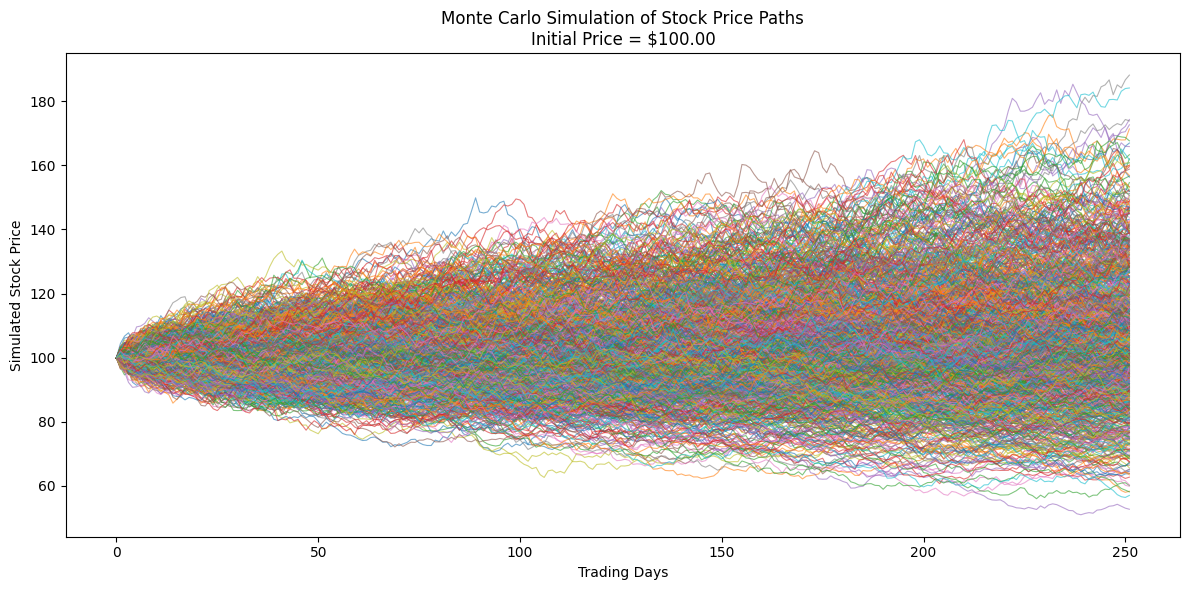 Monte Carlo Simulation of Stock Price Paths
Initial Price = $100.00
180
160
140
120
100
80
60
Simulated Stock Price
0 50 100 150 200 250
Trading Days